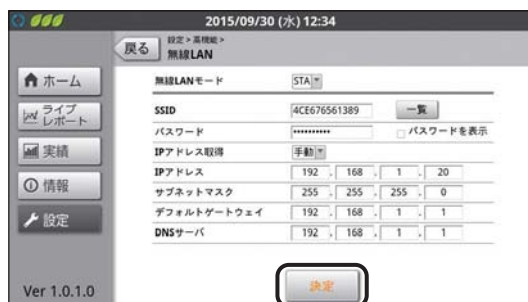 2015/09/30 (水) 12:34
戻る
設定 > 高機能 >
無線LAN
ホーム
ライブ
レポート
実績
情報
設定
Ver 1.0.1.0
無線LANモード STA
SSID 4CE676561389 一覧
パスワード •••••••••• パスワードを表示
IPアドレス取得 手動
IPアドレス 192 . 168 . 1 . 20
サブネットマスク 255 . 255 . 255 . 0
デフォルトゲートウェイ 192 . 168 . 1 . 1
DNSサーバ 192 . 168 . 1 . 1
決定